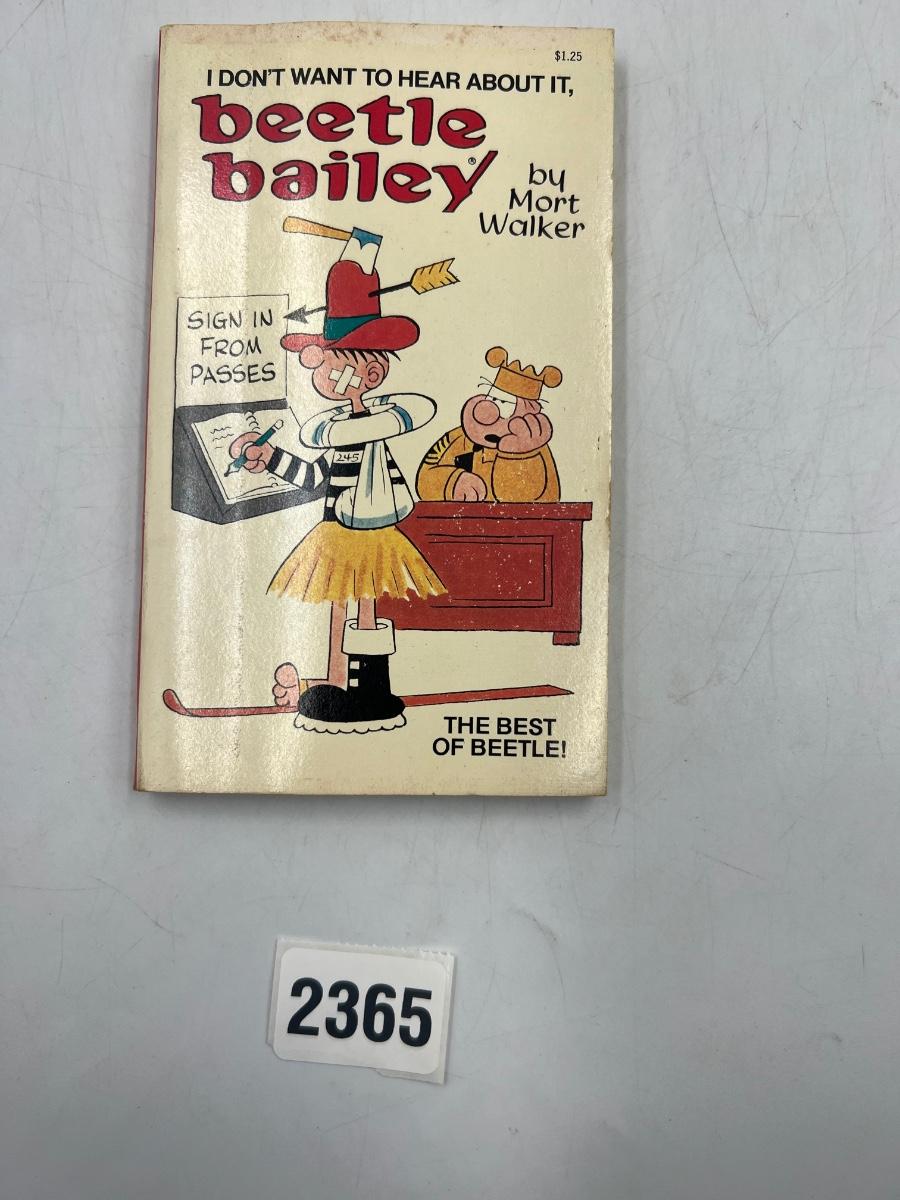 $1.25
I DON'T WANT TO HEAR ABOUT IT,
beetle
bailey®
by
Mort
Walker
SIGN IN
FROM
PASSES
245
THE BEST
OF BEETLE!
2365